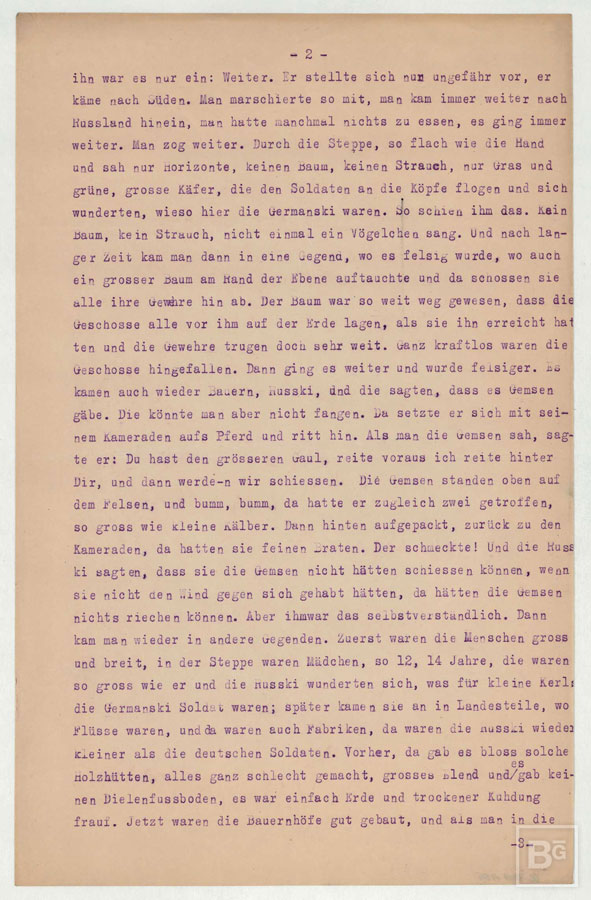 - 2 -
ihn war es nur ein: Weiter. Er stellte sich nur ungefähr vor, er
käme nach Süden. Man marschierte so mit, man kam immer weiter nach
Russland hinein, man hatte manchmal nichts zu essen, es ging immer
weiter. Man zog weiter. Durch die Steppe, so flach wie die Hand
und sah nur Horizonte, keinen Baum, keinen Strauch, nur Gras und
grüne, grosse Käfer, die den Soldaten an die Köpfe flogen und sich
wunderten, wieso hier die Germanski waren. So schien ihm das. Kein
Baum, kein Strauch, nicht einmal ein Vögelchen sang. Und nach lan-
ger Zeit kam man dann in eine Gegend, wo es felsig wurde, wo auch
ein grosser Baum am Rand der Ebene auftauchte und da schossen sie
alle ihre Gewehre hin ab. Der Baum war so weit weg gewesen, dass die
Geschosse alle vor ihm auf der Erde lagen, als sie ihn erreicht hat
ten und die Gewehre trugen doch sehr weit. Ganz kraftlos waren die
Geschosse hingefallen. Dann ging es weiter und wurde felsiger. Es
kamen auch wieder Bauern, Russki, und die sagten, dass es Gemsen
gäbe. Die könnte man aber nicht fangen. Da setzte er sich mit sei-
nem Kameraden aufs Pferd und ritt hin. Als man die Gemsen sah, sag-
te er: Du hast den grösseren Gaul, reite voraus ich reite hinter
Dir, und dann werde-n wir schiessen. Die Gemsen standen oben auf
dem Felsen, und bumm, bumm, da hatte er zugleich zwei getroffen,
so gross wie kleine Kälber. Dann hinten aufgepackt, zurück zu den
Kameraden, da hatten sie feinen Braten. Der schmeckte! Und die Russ
ki sagten, dass sie die Gemsen nicht hätten schiessen können, wenn
sie nicht den Wind gegen sich gehabt hätten, da hätten die Gemsen
nichts riechen können. Aber ihmwar das selbstverständlich. Dann
kam man wieder in andere Gegenden. Zuerst waren die Menschen gross
und breit, in der Steppe waren Mädchen, so 12, 14 Jahre, die waren
so gross wie er und die Russki wunderten sich, was für kleine Kerls
die Germanski Soldat waren; später kamen sie an in Landesteile, wo
Flüsse waren, undda waren auch Fabriken, da waren die Russki wieder
kleiner als die deutschen Soldaten. Vorher, da gab es bloss solche
Holzhütten, alles ganz schlecht gemacht, grosses Elend und/es gab kei-
nen Dielenfussboden, es war einfach Erde und trockener Kuhdung
frauf. Jetzt waren die Bauernhöfe gut gebaut, und als man in die
-3-
BG